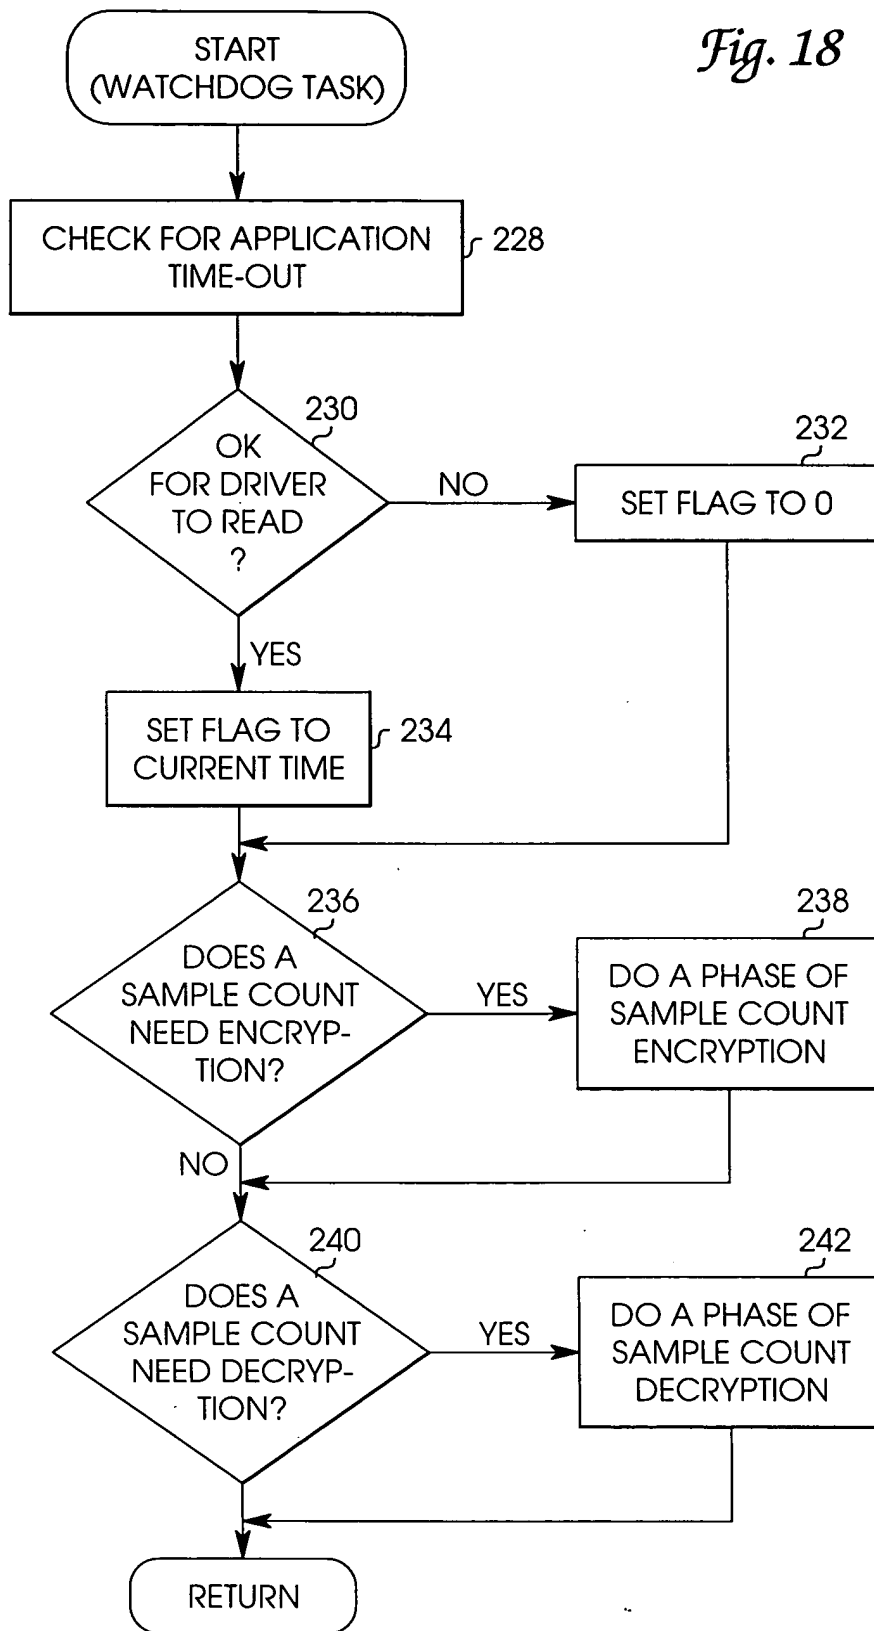 Fig. 18
START
(WATCHDOG TASK)
CHECK FOR APPLICATION
TIME-OUT
228
230
OK
FOR DRIVER
TO READ
?
NO
232
SET FLAG TO 0
YES
SET FLAG TO
CURRENT TIME
234
236
DOES A
SAMPLE COUNT
NEED ENCRYP-
TION?
YES
238
DO A PHASE OF
SAMPLE COUNT
ENCRYPTION
NO
240
DOES A
SAMPLE COUNT
NEED DECRYP-
TION?
YES
242
DO A PHASE OF
SAMPLE COUNT
DECRYPTION
RETURN